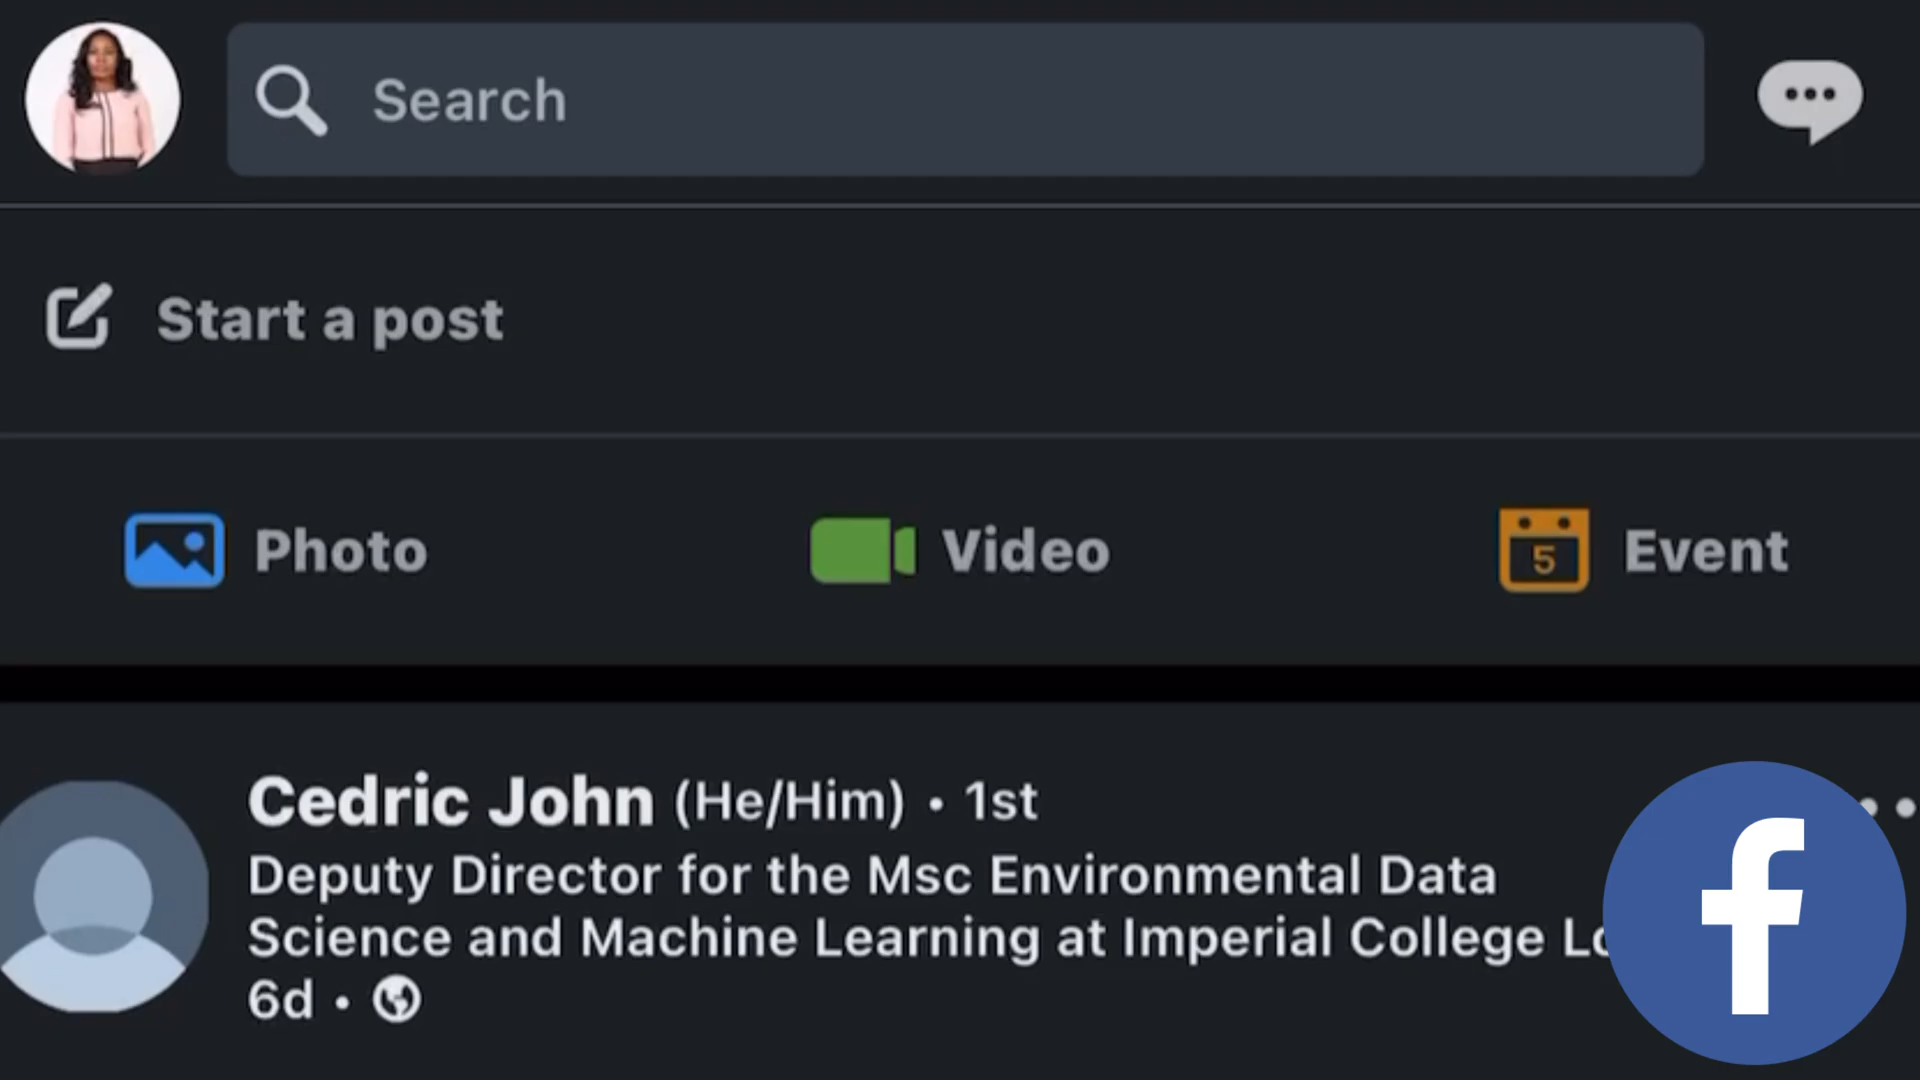 Search
Start a post
Photo
Video
5
Event
Cedric John (He/Him) • 1st
Deputy Director for the Msc Environmental Data
Science and Machine Learning at Imperial College
6d •
f